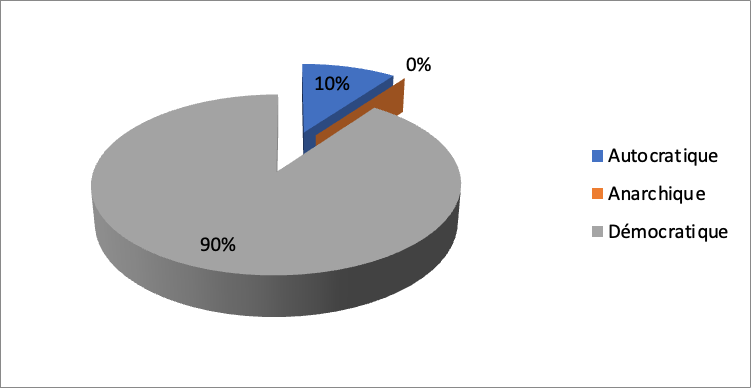 10%
0%
90%
Autocratique
Anarchique
Démocratique